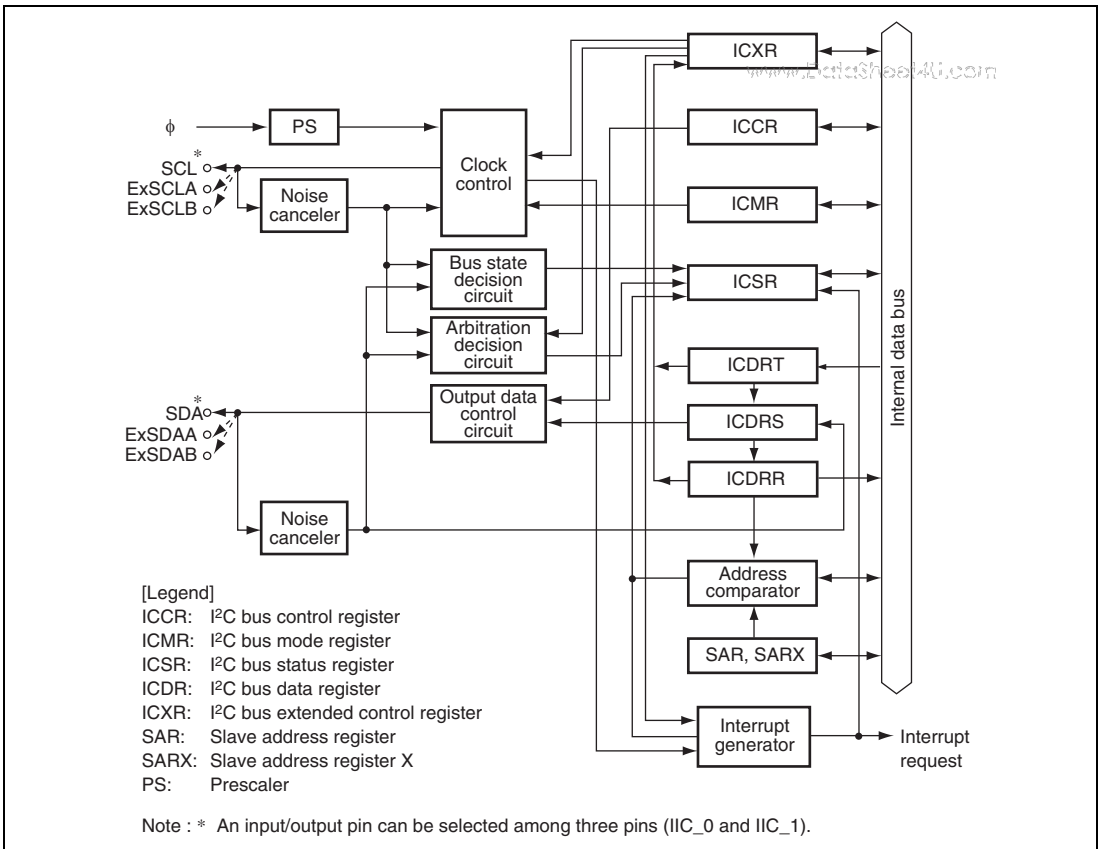 ICXR
www.DataSheet4U.com
φ
PS
ICCR
*
SCL
ExSCLA
ExSCLB
Clock
control
Noise
canceler
ICMR
Bus state
decision
circuit
ICSR
Arbitration
decision
circuit
Internal data bus
ICDRT
*
SDA
ExSDAA
ExSDAB
Output data
control
circuit
ICDRS
ICDRR
Noise
canceler
Address
comparator
SAR, SARX
Interrupt
generator
Interrupt
request
[Legend]
ICCR: I²C bus control register
ICMR: I²C bus mode register
ICSR: I²C bus status register
ICDR: I²C bus data register
ICXR: I²C bus extended control register
SAR: Slave address register
SARX: Slave address register X
PS: Prescaler
Note : * An input/output pin can be selected among three pins (IIC_0 and IIC_1).